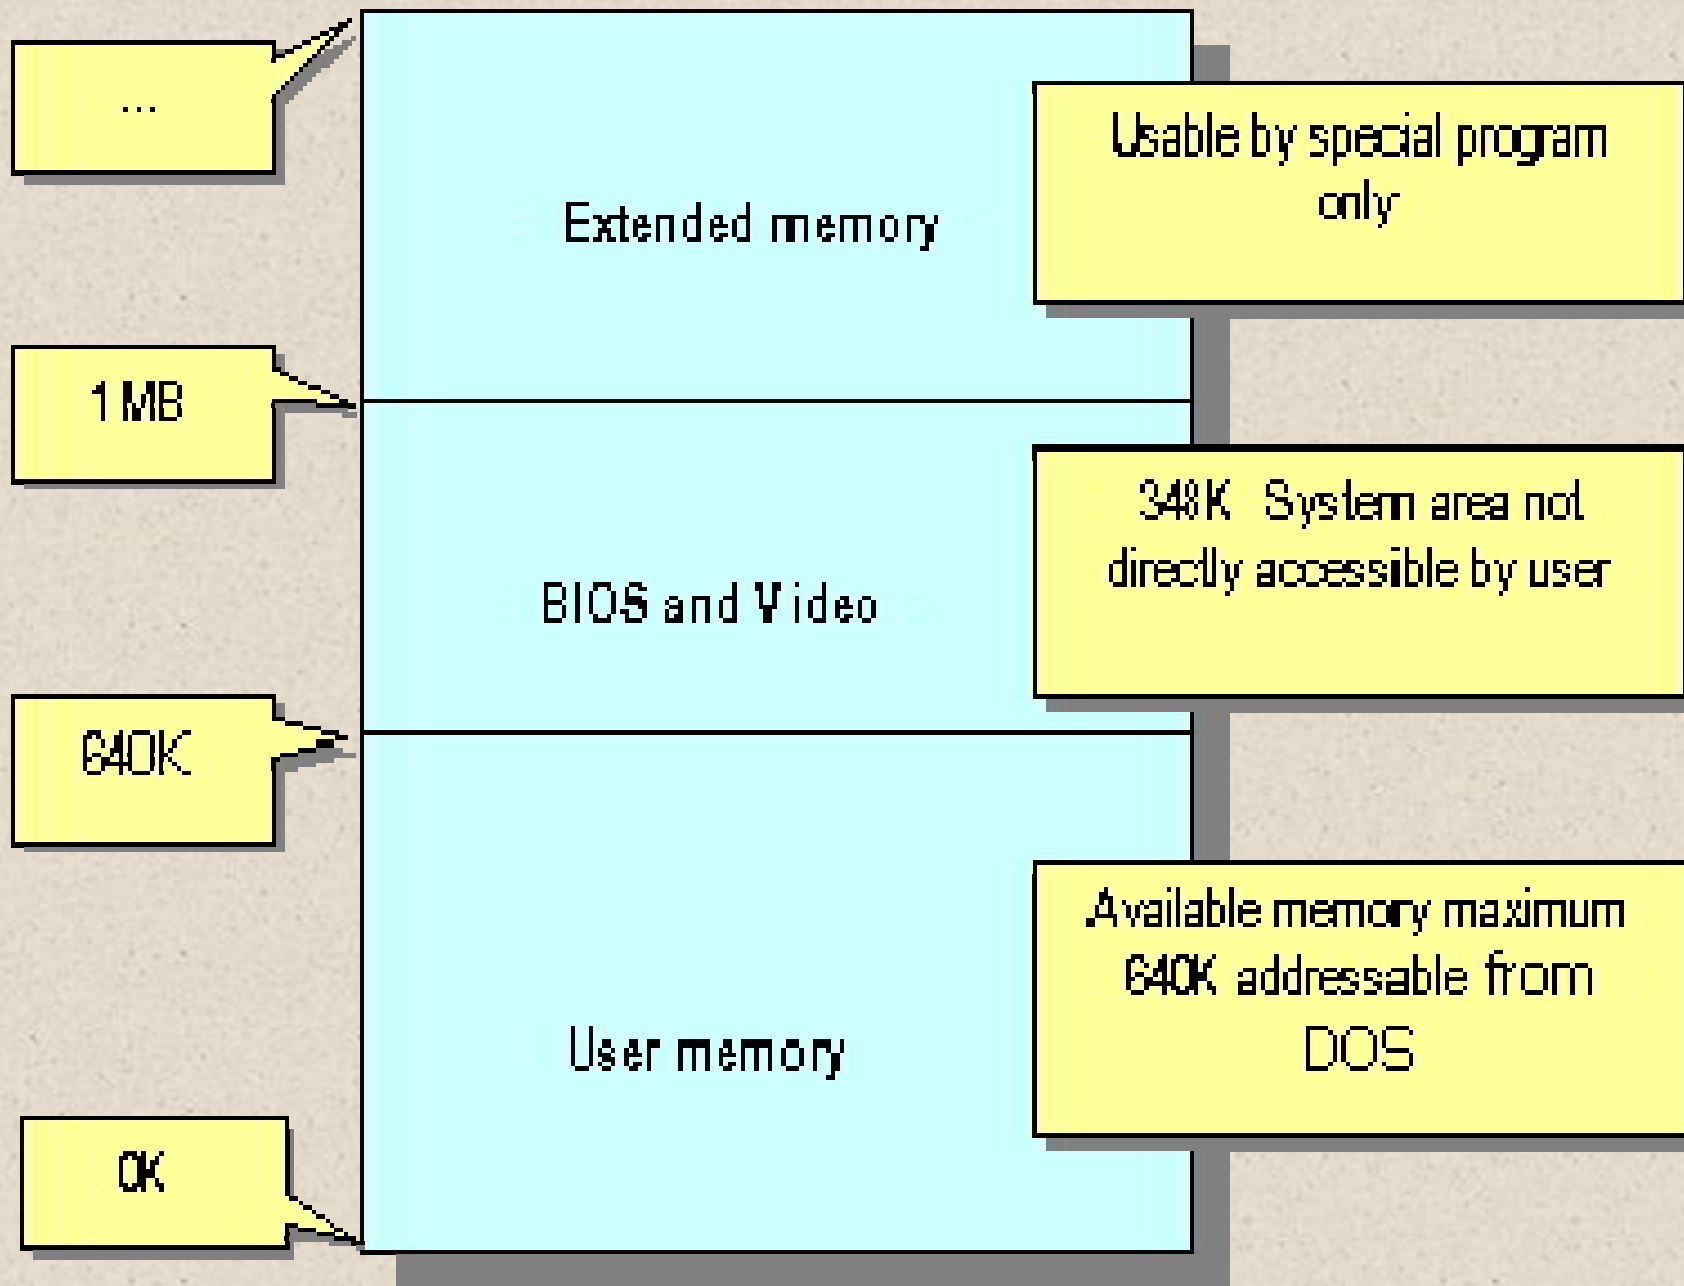 ...
Usable by special program
only
Extended memory
1 MB
348K System area not
directly accessible by user
BIOS and Video
640K
Available memory maximum
640K addressable from
DOS
User memory
0K